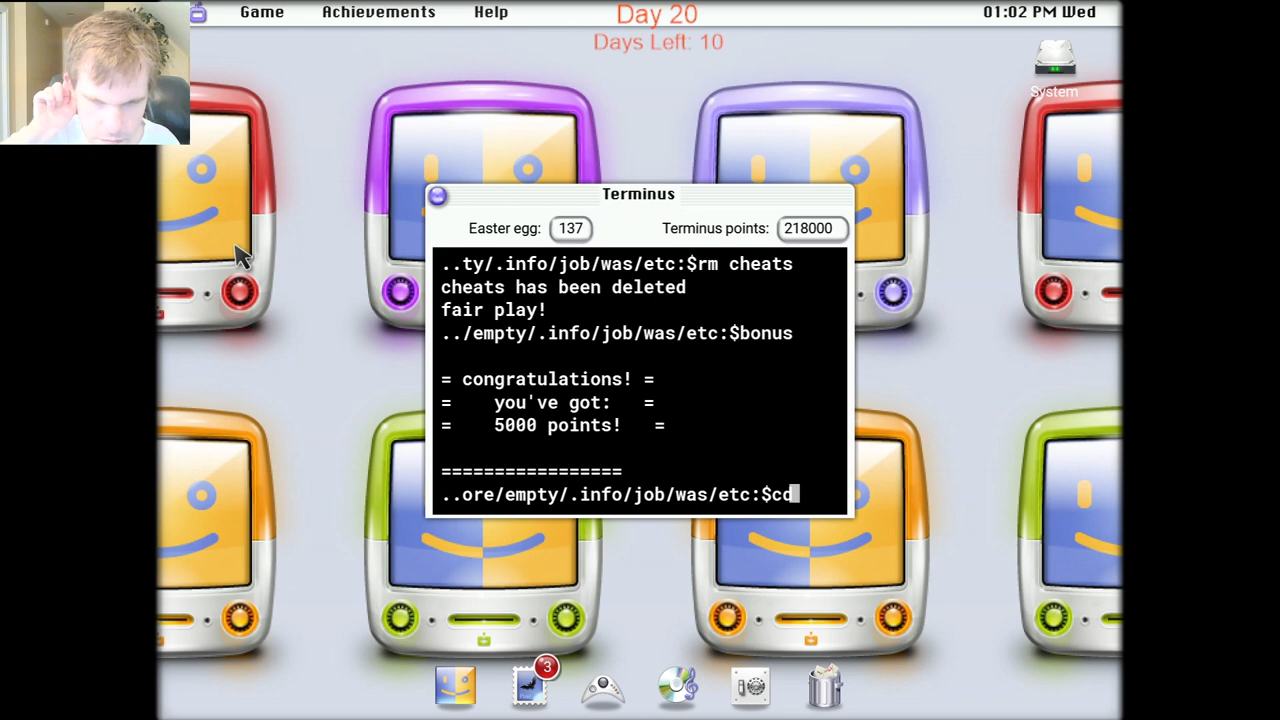 Game Achievements Help
Day 20
01:02 PM Wed
Days Left: 10
System
Terminus
Easter egg: 137
Terminus points: 218000
..ty/.info/job/was/etc:$rm cheats
cheats has been deleted
fair play!
../empty/.info/job/was/etc:$bonus
= congratulations! =
= you've got: =
= 5000 points! =
=================
..ore/empty/.info/job/was/etc:$cd
3